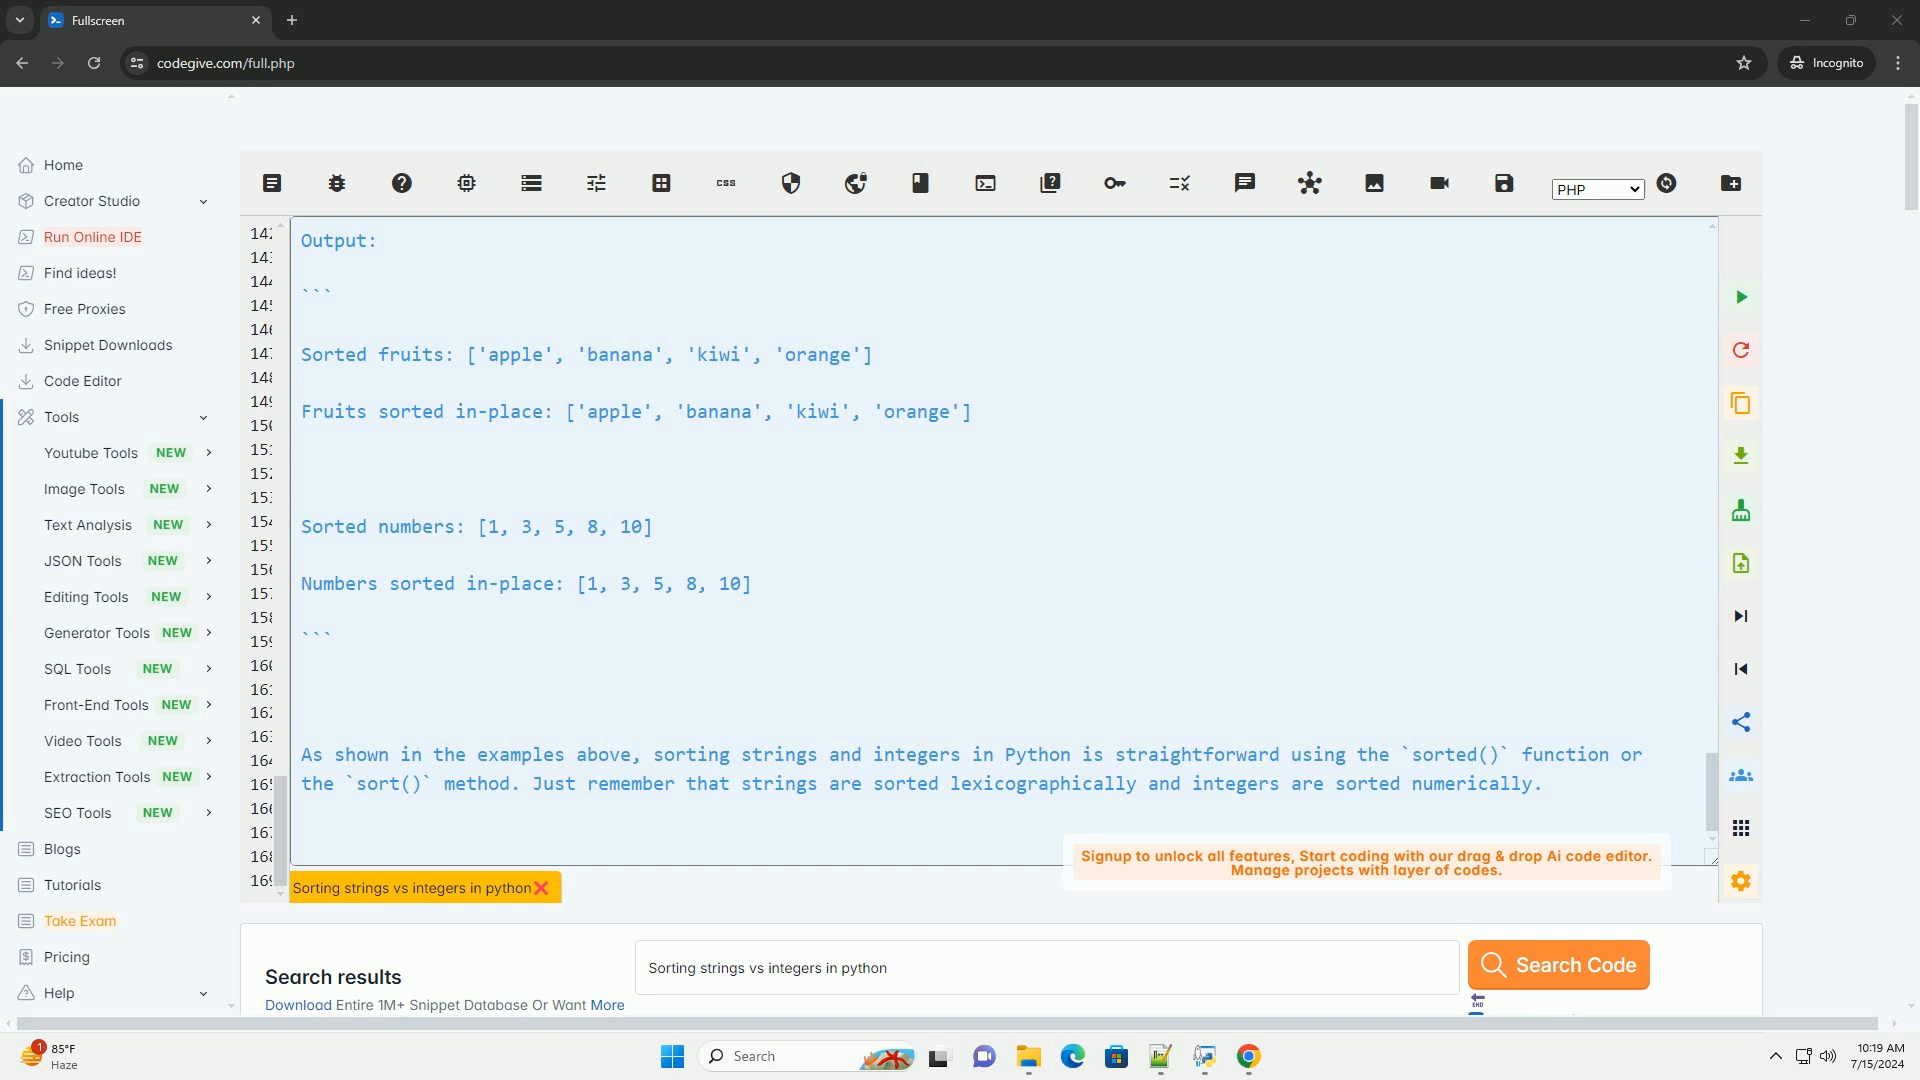 Fullscreen
codegive.com/full.php
Incognito
Home
Creator Studio
Run Online IDE
Find ideas!
Free Proxies
Snippet Downloads
Code Editor
Tools
Youtube Tools NEW
Image Tools NEW
Text Analysis NEW
JSON Tools NEW
Editing Tools NEW
Generator Tools NEW
SQL Tools NEW
Front-End Tools NEW
Video Tools NEW
Extraction Tools NEW
SEO Tools NEW
Blogs
Tutorials
Take Exam
Pricing
Help
css
PHP
Output:
```
Sorted fruits: ['apple', 'banana', 'kiwi', 'orange']
Fruits sorted in-place: ['apple', 'banana', 'kiwi', 'orange']
Sorted numbers: [1, 3, 5, 8, 10]
Numbers sorted in-place: [1, 3, 5, 8, 10]
```
As shown in the examples above, sorting strings and integers in Python is straightforward using the `sorted()` function or
the `sort()` method. Just remember that strings are sorted lexicographically and integers are sorted numerically.
Signup to unlock all features, Start coding with our drag & drop Ai code editor.
Manage projects with layer of codes.
Sorting strings vs integers in python
Search results
Download Entire 1M+ Snippet Database Or Want More
Sorting strings vs integers in python
Search Code
END
1
85°F
Haze
Search
10:19 AM
7/15/2024